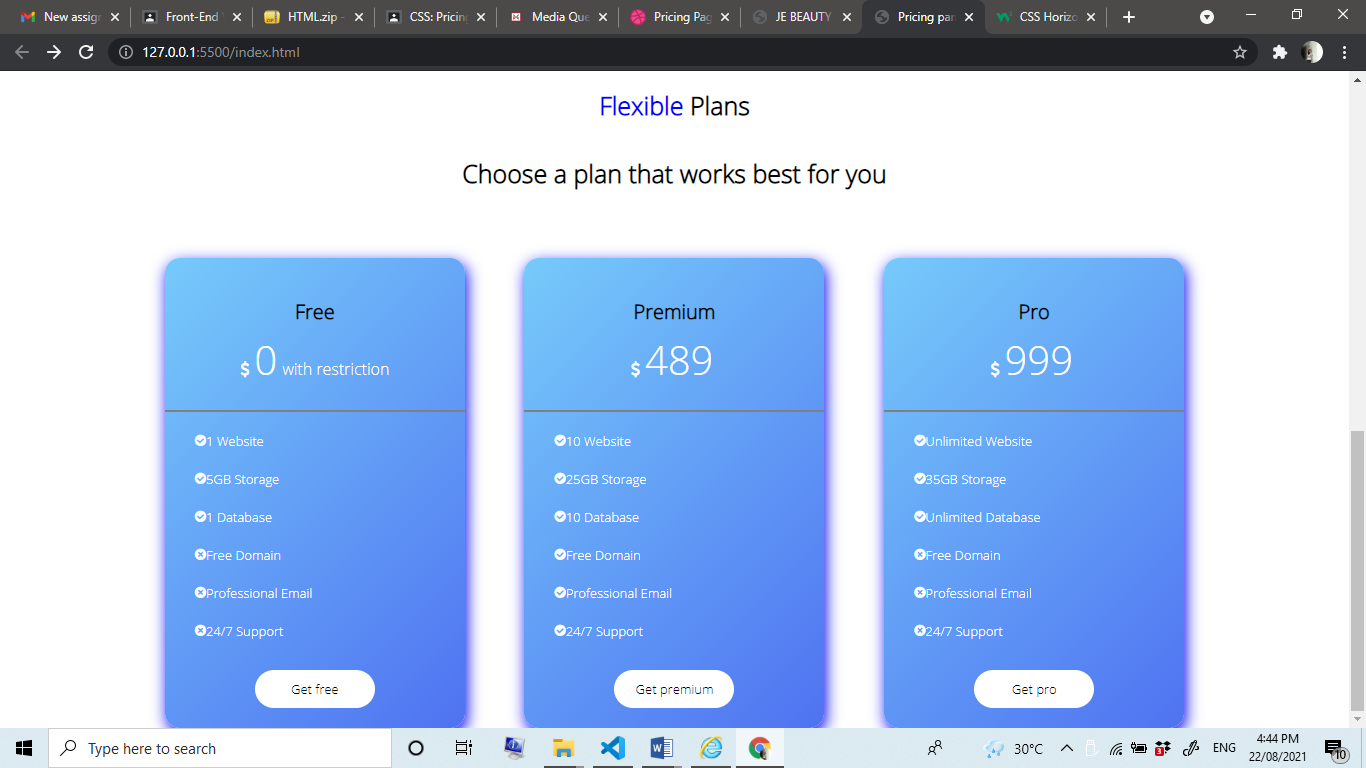 New assign
Front-End
HTML.zip -
CSS: Pricing
Media Que
Pricing Pag
JE BEAUTY
Pricing pan
CSS Horizo
127.0.0.1:5500/index.html
Flexible Plans
Choose a plan that works best for you
Free
$ 0 with restriction
1 Website
5GB Storage
1 Database
Free Domain
Professional Email
24/7 Support
Get free
Premium
$ 489
10 Website
25GB Storage
10 Database
Free Domain
Professional Email
24/7 Support
Get premium
Pro
$ 999
Unlimited Website
35GB Storage
Unlimited Database
Free Domain
Professional Email
24/7 Support
Get pro
Type here to search
30°C
ENG
4:44 PM
22/08/2021
10